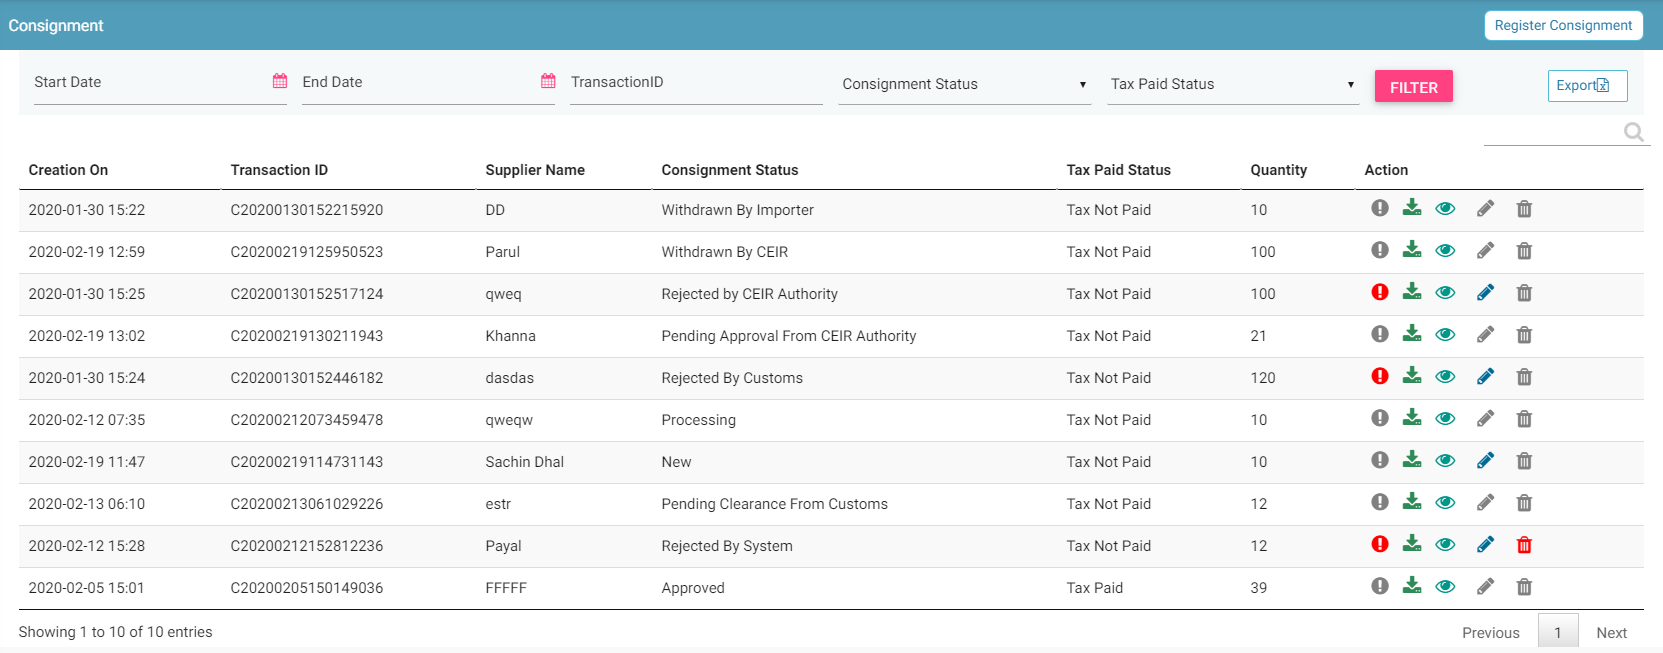 Consignment Register Consignment
Start Date End Date TransactionID Consignment Status Tax Paid Status FILTER Export
Creation On Transaction ID Supplier Name Consignment Status Tax Paid Status Quantity Action
2020-01-30 15:22 C20200130152215920 DD Withdrawn By Importer Tax Not Paid 10
2020-02-19 12:59 C20200219125950523 Parul Withdrawn By CEIR Tax Not Paid 100
2020-01-30 15:25 C20200130152517124 qweq Rejected by CEIR Authority Tax Not Paid 100
2020-02-19 13:02 C20200219130211943 Khanna Pending Approval From CEIR Authority Tax Not Paid 21
2020-01-30 15:24 C20200130152446182 dasdas Rejected By Customs Tax Not Paid 120
2020-02-12 07:35 C20200212073459478 qweqw Processing Tax Not Paid 10
2020-02-19 11:47 C20200219114731143 Sachin Dhal New Tax Not Paid 10
2020-02-13 06:10 C20200213061029226 estr Pending Clearance From Customs Tax Not Paid 12
2020-02-12 15:28 C20200212152812236 Payal Rejected By System Tax Not Paid 12
2020-02-05 15:01 C20200205150149036 FFFFF Approved Tax Paid 39
Showing 1 to 10 of 10 entries Previous 1 Next